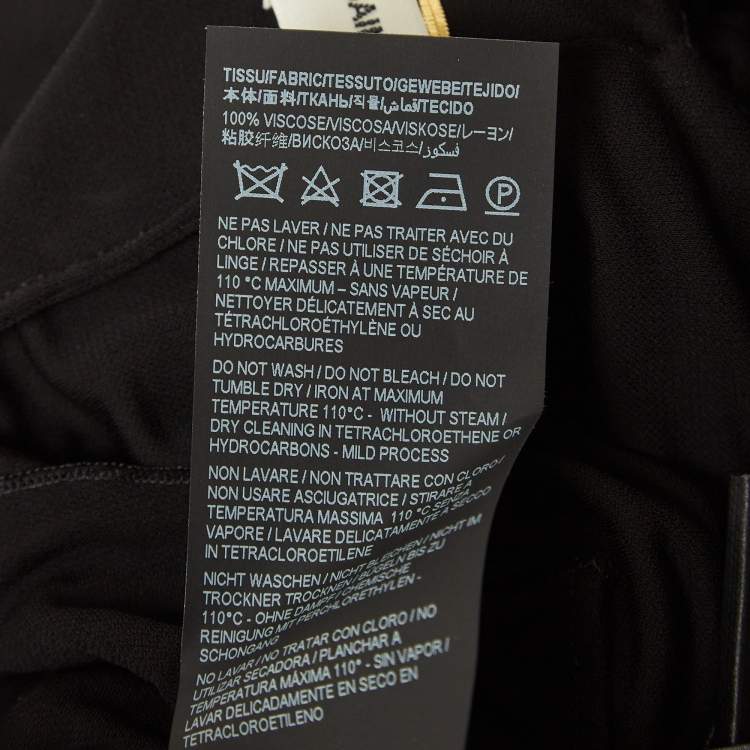 TISSU/FABRIC/TESSUTO/GEWEBE/TEJIDO/
本体/面料/ТКАНЬ/직물/قماش/TECIDO
100% VISCOSE/VISCOSA/VISKOSE/レーヨン/
粘胶纤维/ВИСКОЗА/비스코스/فسكوز
P
NE PAS LAVER / NE PAS TRAITER AVEC DU
CHLORE / NE PAS UTILISER DE SÉCHOIR À
LINGE / REPASSER À UNE TEMPÉRATURE DE
110 °C MAXIMUM – SANS VAPEUR /
NETTOYER DÉLICATEMENT À SEC AU
TÉTRACHLOROÉTHYLÈNE OU
HYDROCARBURES
DO NOT WASH / DO NOT BLEACH / DO NOT
TUMBLE DRY / IRON AT MAXIMUM
TEMPERATURE 110°C - WITHOUT STEAM /
DRY CLEANING IN TETRACHLOROETHENE OR
HYDROCARBONS - MILD PROCESS
NON LAVARE / NON TRATTARE CON CLORO /
NON USARE ASCIUGATRICE / STIRARE A
TEMPERATURA MASSIMA 110 °C SENZA
VAPORE / LAVARE DELICATAMENTE A SECCO
IN TETRACLOROETILENE
NICHT WASCHEN / NICHT BLEICHEN / NICHT IM
TROCKNER TROCKNEN / BÜGELN BIS ZU
110°C - OHNE DAMPF / CHEMISCHE
REINIGUNG MIT PERCHLORETHYLEN -
SCHONGANG
NO LAVAR / NO TRATAR CON CLORO / NO
UTILIZAR SECADORA / PLANCHAR A
TEMPERATURA MÁXIMA 110° - SIN VAPOR /
LAVAR DELICADAMENTE EN SECO EN
TETRACLOROETILENO